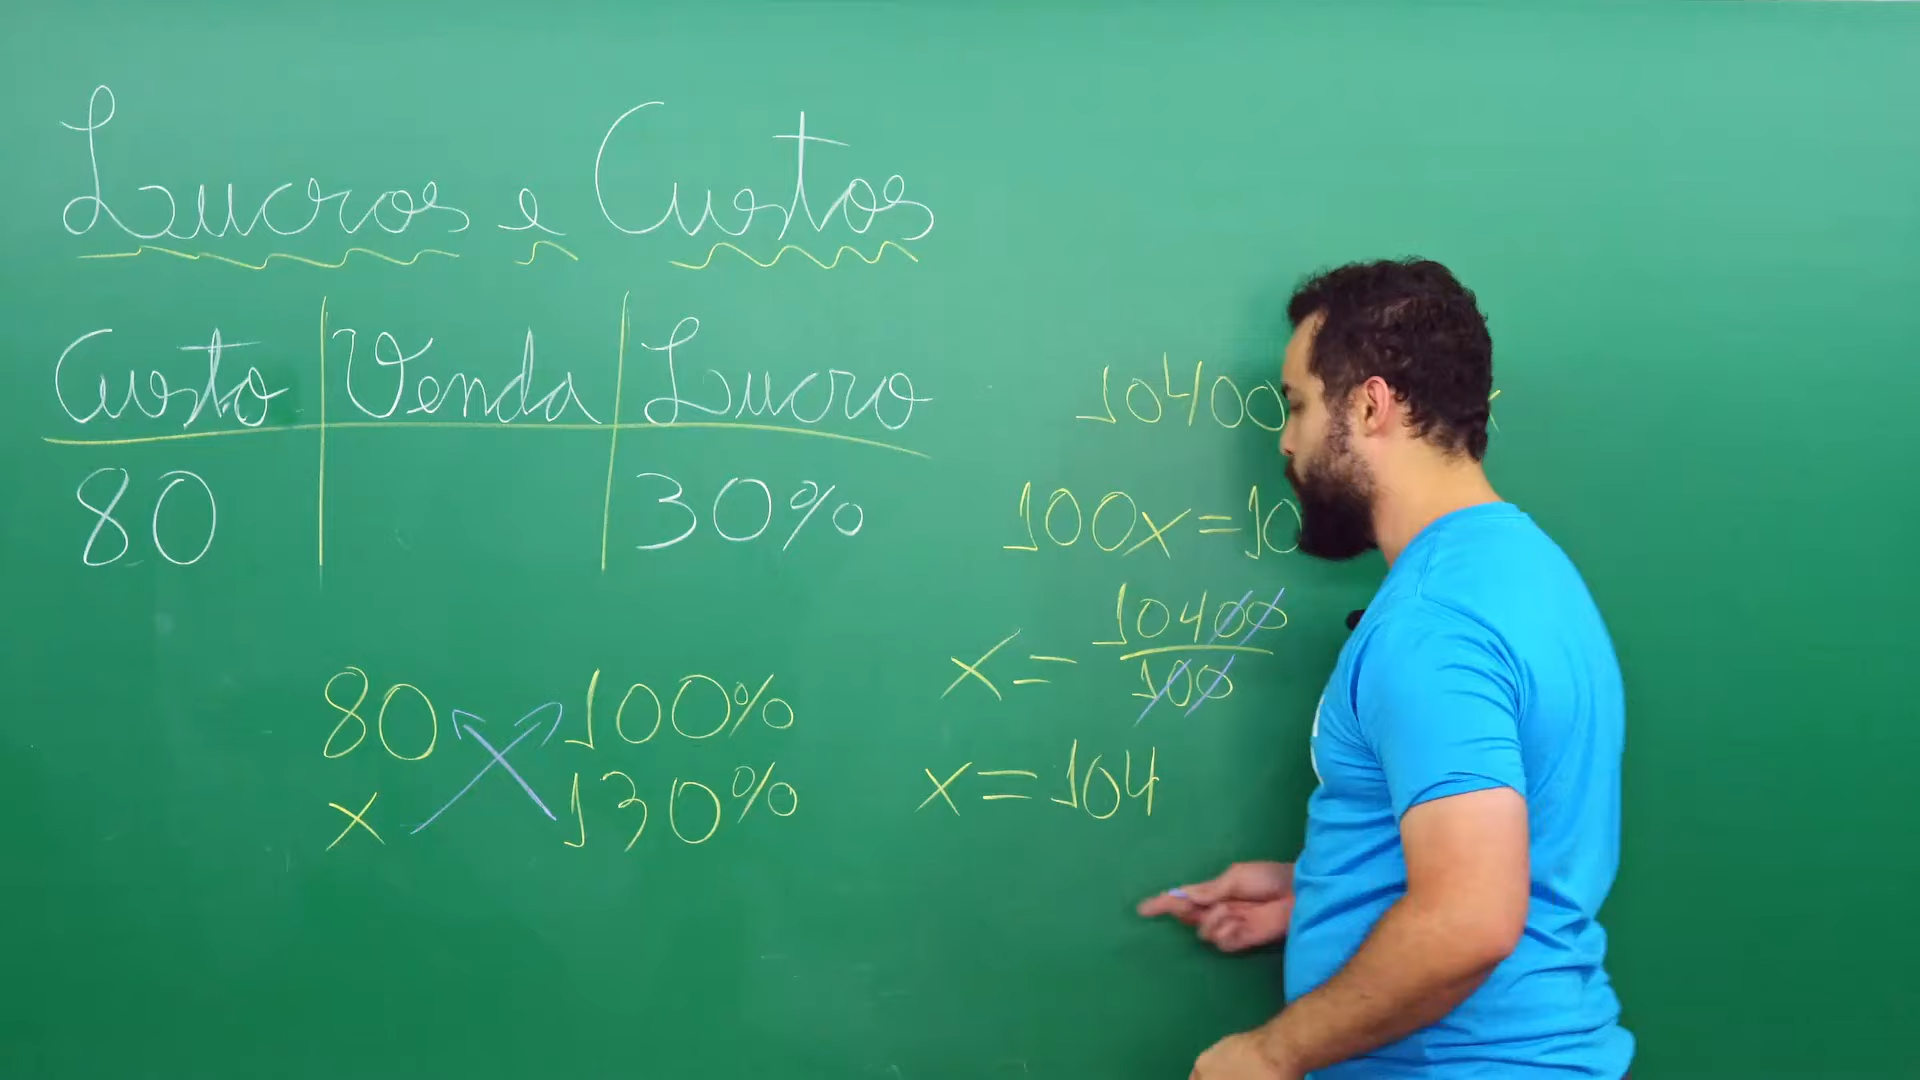 Lucros e Custos
Custo Venda Lucro
80 30%
80 100%
x 130%
10400 x
100x=10
x= 10400
100
x=104